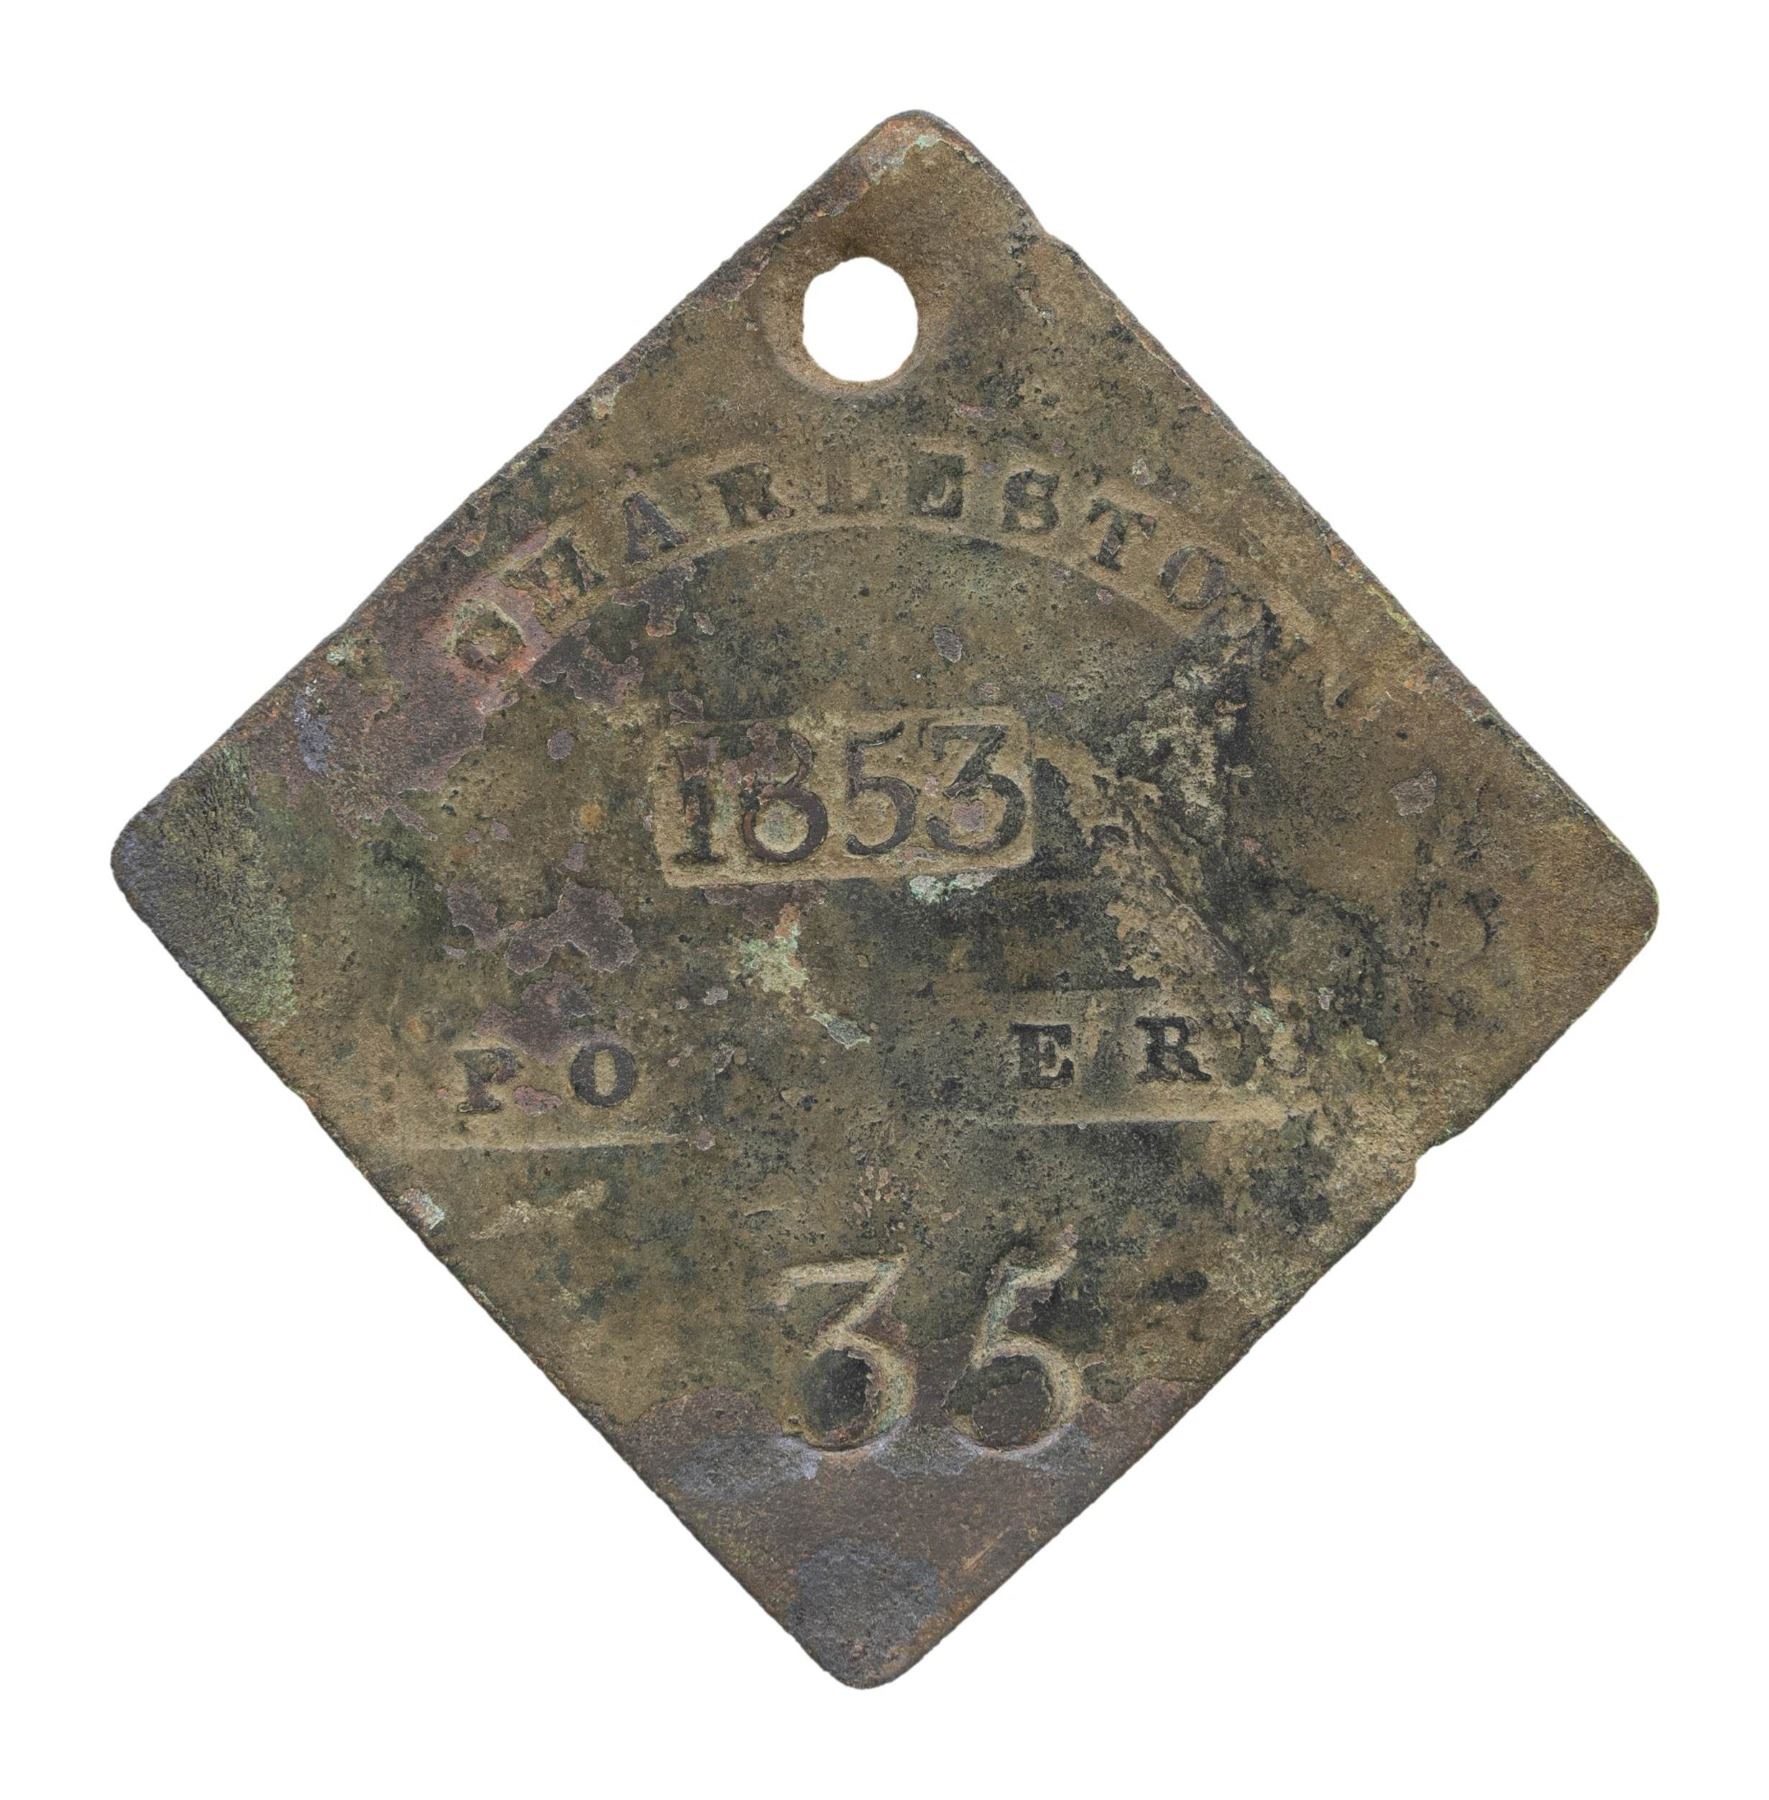 CHARLESTON
1853
PO    ER
35